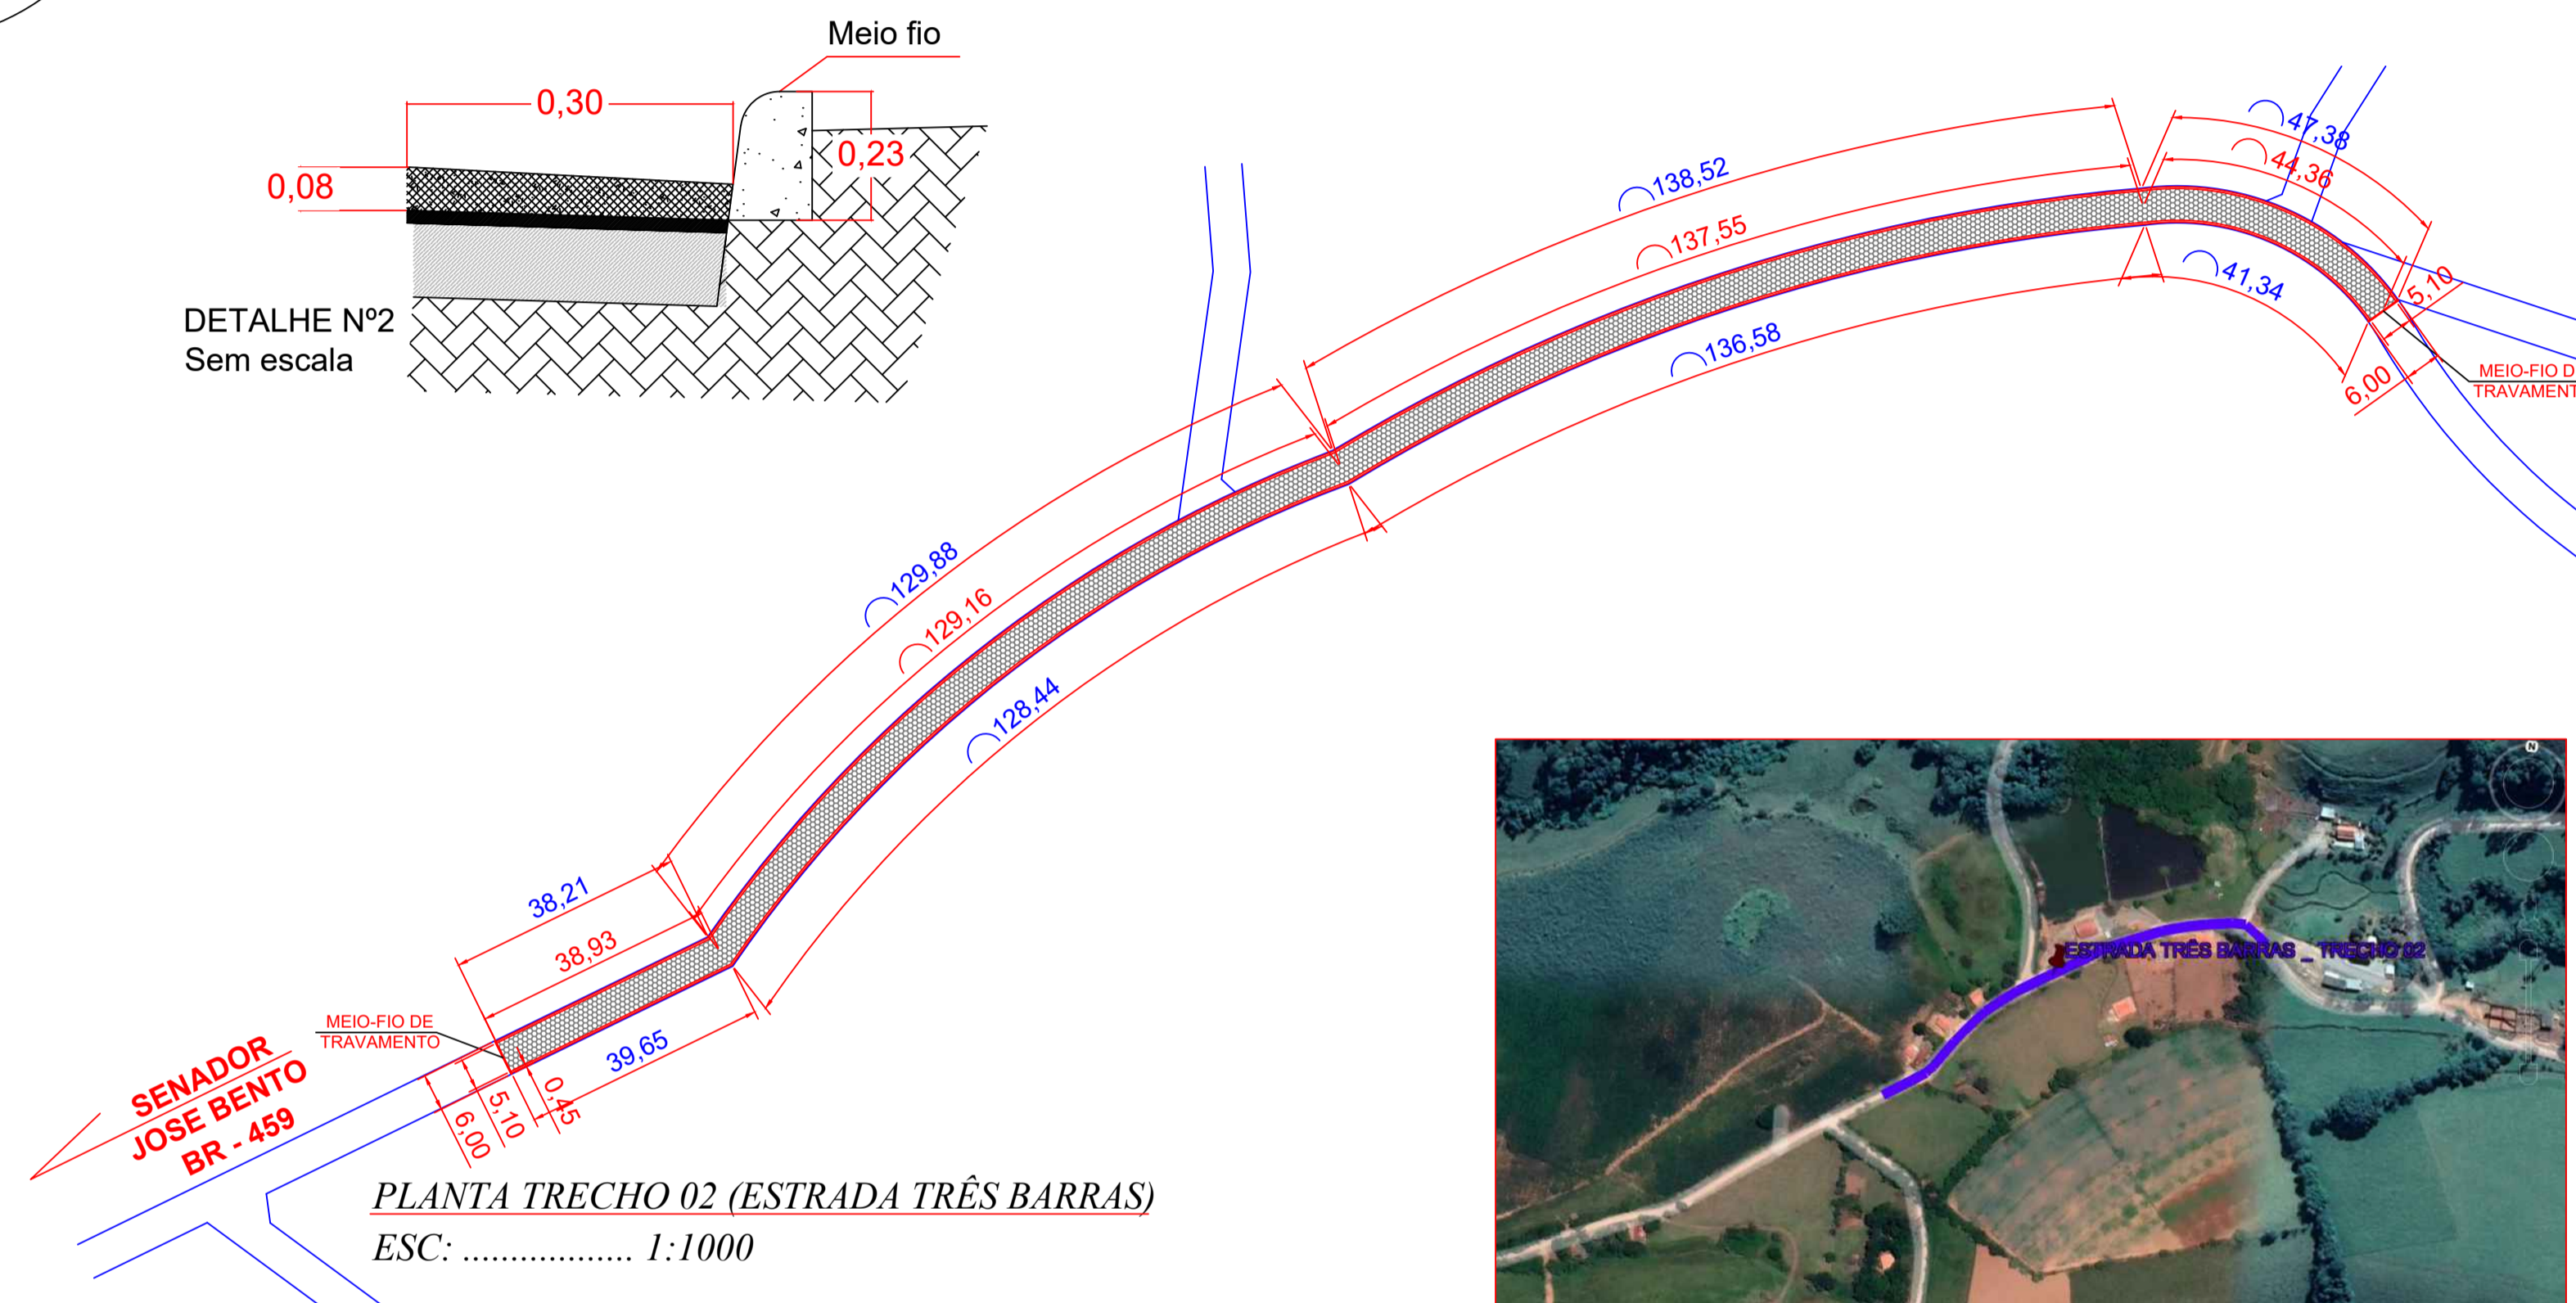 Meio fio
0,30
0,23
0,08
DETALHE Nº2
Sem escala
47,38
44,36
138,52
137,55
41,34
5,10
136,58
6,00
MEIO-FIO D
TRAVAMENT
129,88
129,16
128,44
38,21
38,93
39,65
MEIO-FIO DE
TRAVAMENTO
0,45
5,10
6,00
SENADOR
JOSE BENTO
BR - 459
PLANTA TRECHO 02 (ESTRADA TRÊS BARRAS)
ESC: .................. 1:1000
N
ESTRADA TRÊS BARRAS _ TRECHO 02